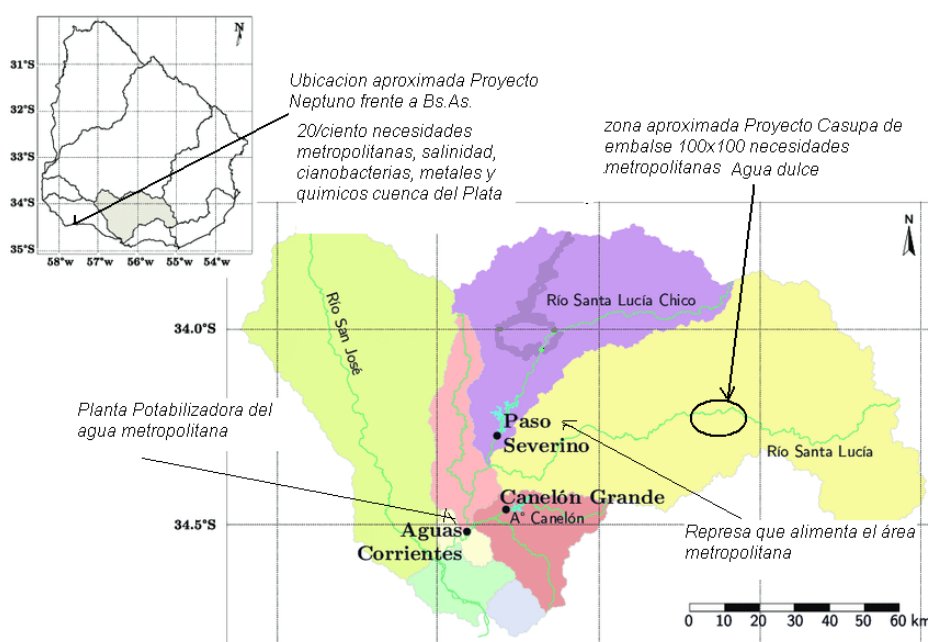 N
31°S
32°S
33°S
34°S
35°S
58°W 57°W 56°W 55°W 54°W
Ubicacion aproximada Proyecto
Neptuno frente a Bs.As.
20/ciento necesidades
metropolitanas, salinidad,
cianobacterias, metales y
quimicos cuenca del Plata
zona aproximada Proyecto Casupa de
embalse 100x100 necesidades
metropolitanas Agua dulce
N
34.0°S
34.5°S
Río San José
Río Santa Lucía Chico
Planta Potabilizadora del
agua metropolitana
Paso
Severino
Río Santa Lucía
Canelón Grande
A° Canelón
Aguas
Corrientes
Represa que alimenta el área
metropolitana
0 10 20 30 40 50 60 km